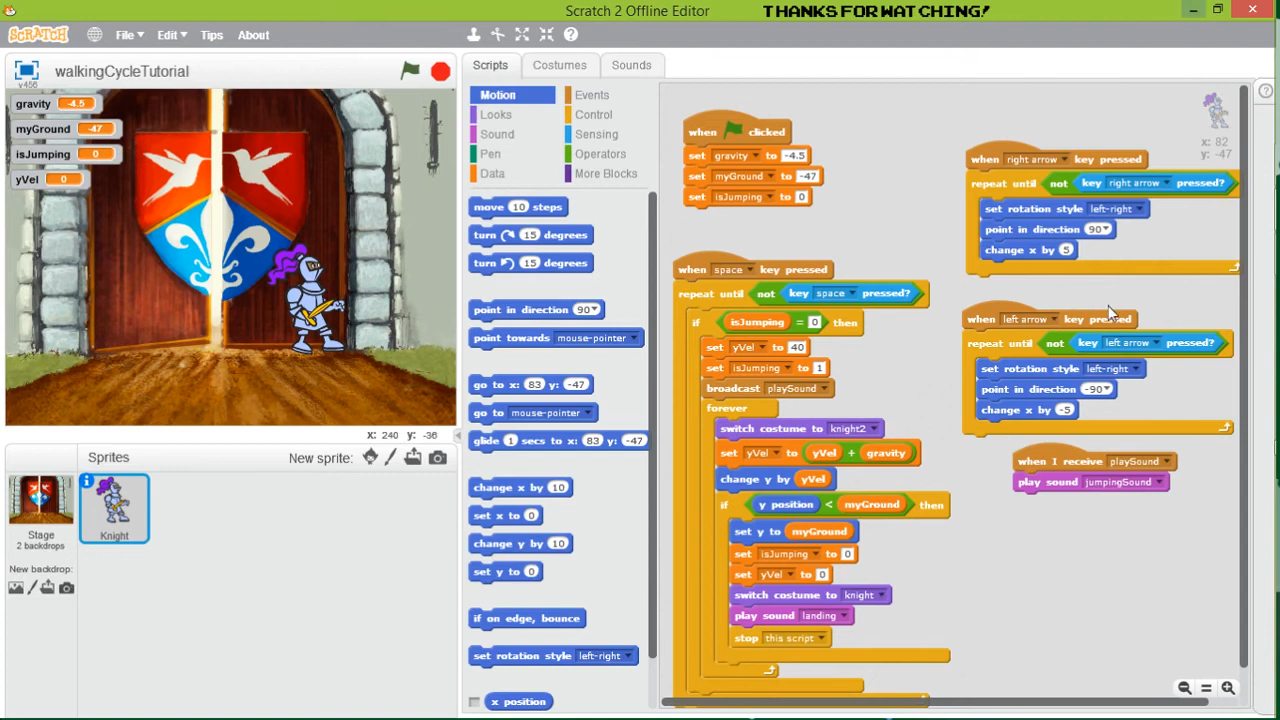 Scratch 2 Offline Editor
THANKS FOR WATCHING!
SCRATCH File Edit Tips About
v456 walkingCycleTutorial
gravity -4.5
myGround -47
isJumping 0
yVel 0
x: 240 y: -36
Sprites New sprite:
Stage
2 backdrops
New backdrop:
Knight
Scripts Costumes Sounds
Motion Events
Looks Control
Sound Sensing
Pen Operators
Data More Blocks
move 10 steps
turn 15 degrees
turn 15 degrees
point in direction 90
point towards mouse-pointer
go to x: 83 y: -47
go to mouse-pointer
glide 1 secs to x: 83 y: -47
change x by 10
set x to 0
change y by 10
set y to 0
if on edge, bounce
set rotation style left-right
x position
when clicked
set gravity to -4.5
set myGround to -47
set isJumping to 0
when space key pressed
repeat until not key space pressed?
if isJumping = 0 then
set yVel to 40
set isJumping to 1
broadcast playSound
forever
switch costume to knight2
set yVel to yVel + gravity
change y by yVel
if y position < myGround then
set y to myGround
set isJumping to 0
set yVel to 0
switch costume to knight
play sound landing
stop this script
x: 82
y: -47
when right arrow key pressed
repeat until not key right arrow pressed?
set rotation style left-right
point in direction 90
change x by 5
when left arrow key pressed
repeat until not key left arrow pressed?
set rotation style left-right
point in direction -90
change x by -5
when I receive playSound
play sound jumpingSound